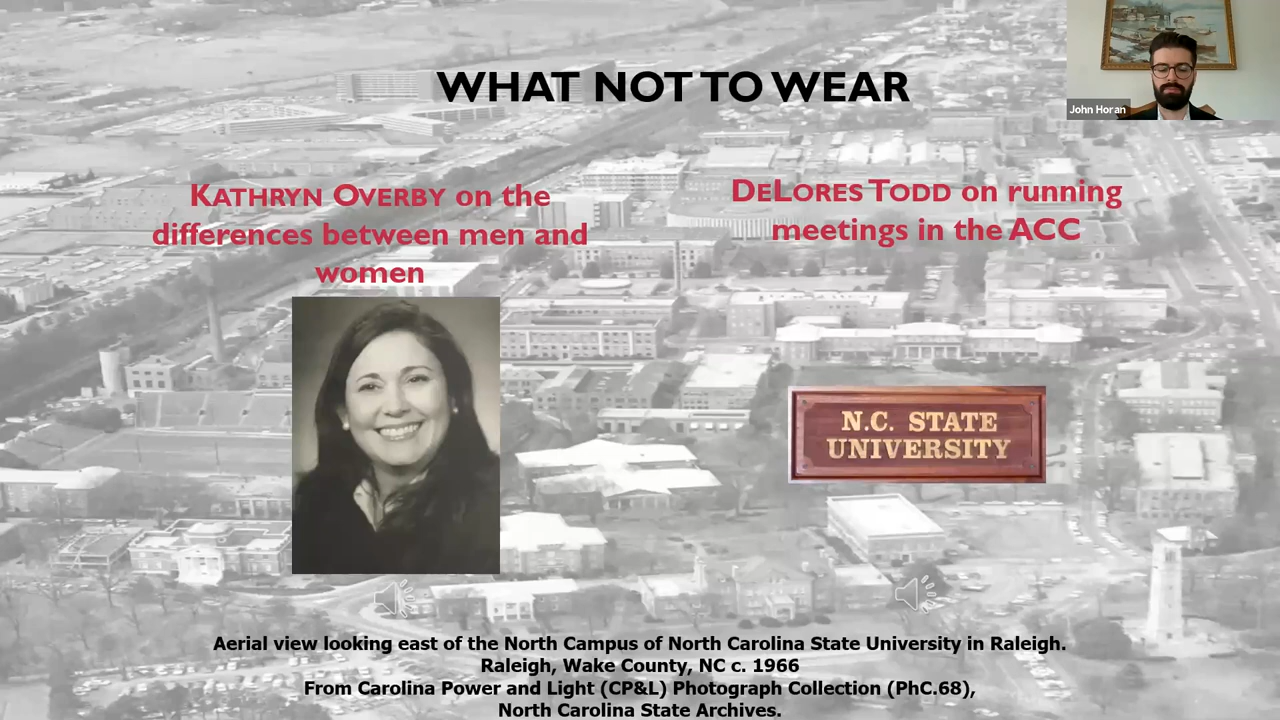 WHAT NOT TO WEAR
John Horan
KATHRYN OVERBY on the
differences between men and
women
DELORES TODD on running
meetings in the ACC
N.C. STATE
UNIVERSITY
Aerial view looking east of the North Campus of North Carolina State University in Raleigh.
Raleigh, Wake County, NC c. 1966
From Carolina Power and Light (CP&L) Photograph Collection (PhC.68),
North Carolina State Archives.